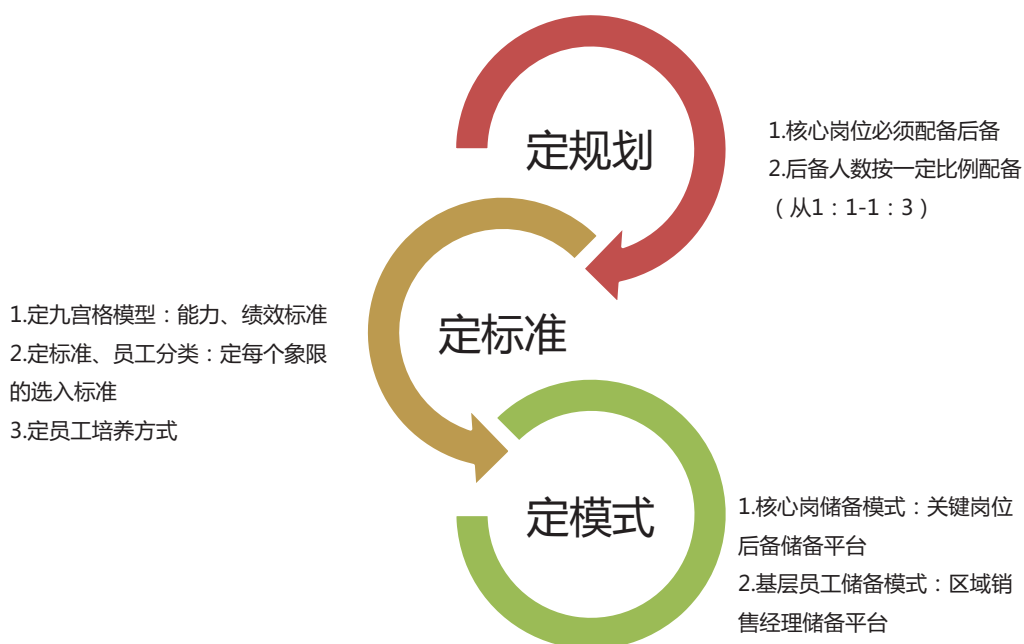 定规划
1.核心岗位必须配备后备
2.后备人数按一定比例配备
（从1：1-1：3）
定标准
1.定九宫格模型：能力、绩效标准
2.定标准、员工分类：定每个象限
的选入标准
3.定员工培养方式
定模式
1.核心岗储备模式：关键岗位
后备储备平台
2.基层员工储备模式：区域销
售经理储备平台